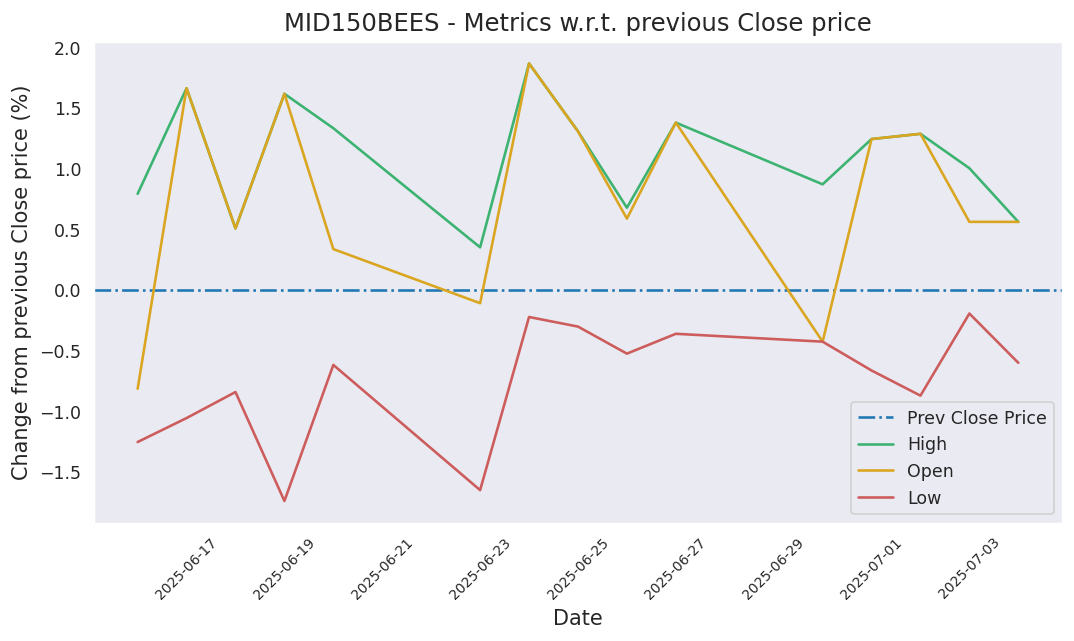 MID150BEES - Metrics w.r.t. previous Close price
Change from previous Close price (%)
2.0
1.5
1.0
0.5
0.0
−0.5
−1.0
−1.5
Prev Close Price
High
Open
Low
2025-06-17
2025-06-19
2025-06-21
2025-06-23
2025-06-25
2025-06-27
2025-06-29
2025-07-01
2025-07-03
Date